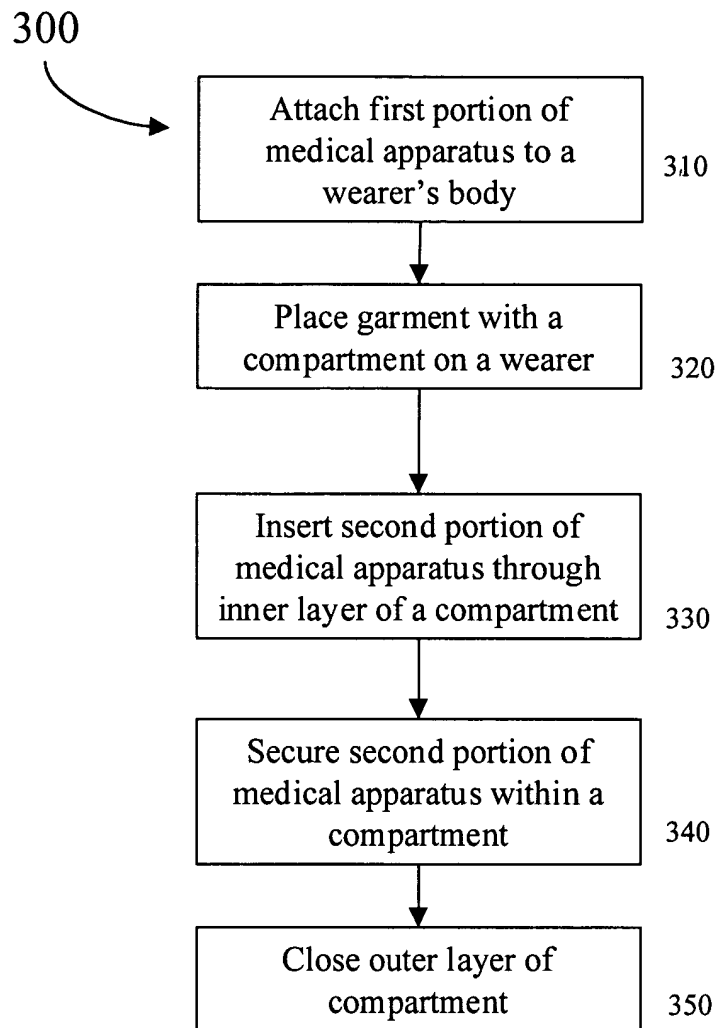 300
Attach first portion of
medical apparatus to a
wearer's body
310
Place garment with a
compartment on a wearer
320
Insert second portion of
medical apparatus through
inner layer of a compartment
330
Secure second portion of
medical apparatus within a
compartment
340
Close outer layer of
compartment
350